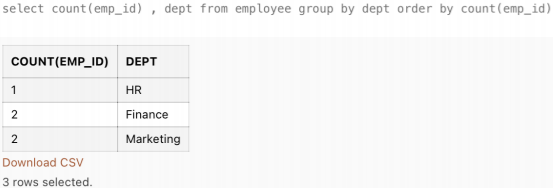 select count(emp_id) , dept from employee group by dept order by count(emp_id)
COUNT(EMP_ID) DEPT
1 HR
2 Finance
2 Marketing
Download CSV
3 rows selected.